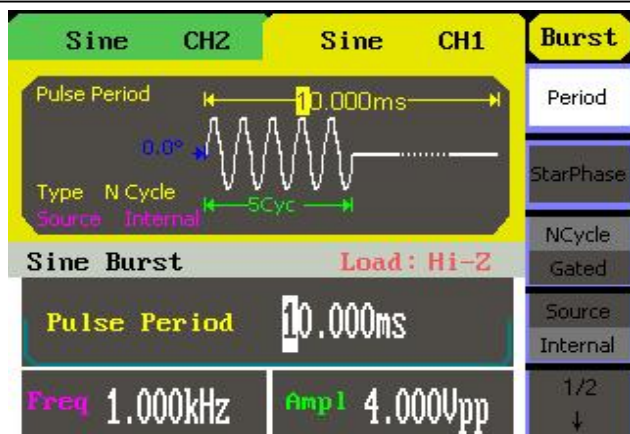 Sine CH2 Sine CH1 Burst
Pulse Period 10.000ms
0.0°
Type N Cycle
5Cyc
Source Internal
Sine Burst Load: Hi-Z
Pulse Period 10.000ms
Freq 1.000kHz Ampl 4.000Vpp
Period
StarPhase
NCycle
Gated
Source
Internal
1/2
↓